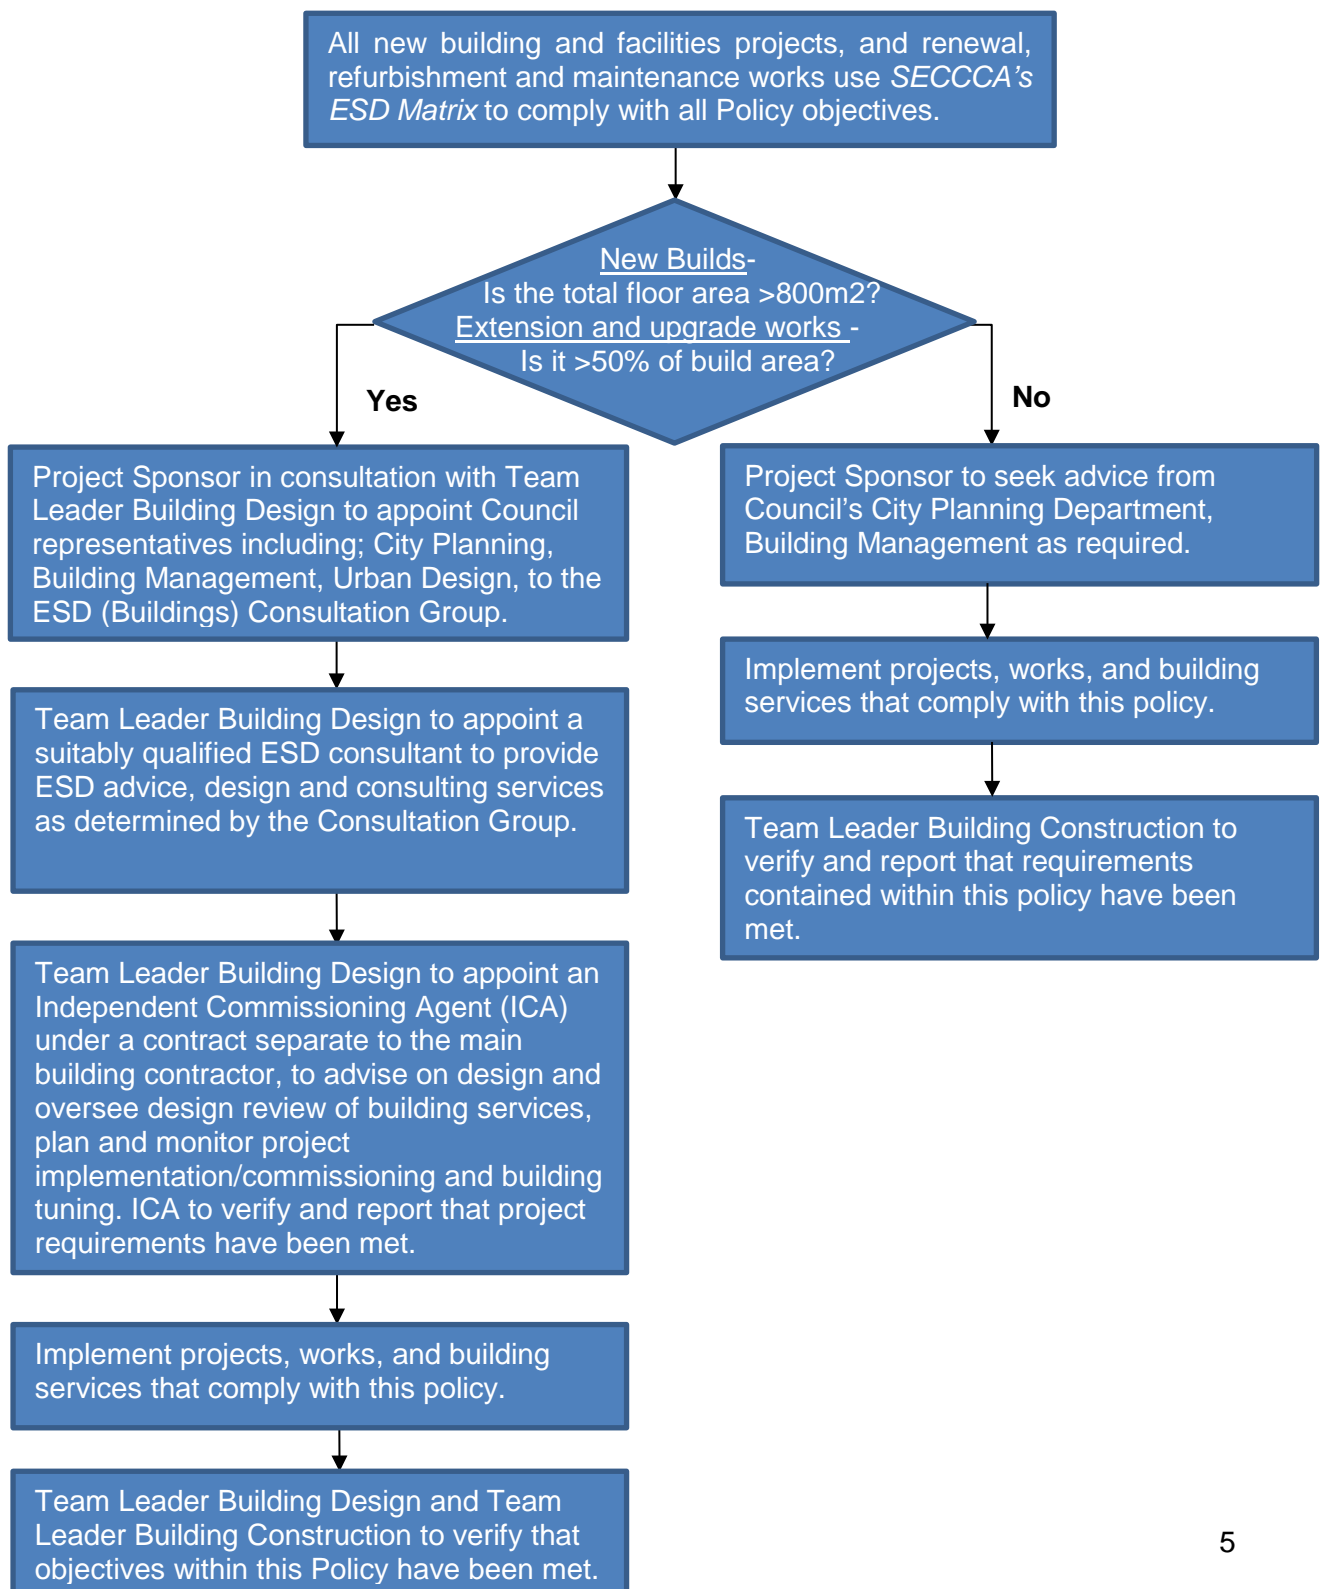 All new building and facilities projects, and renewal,
refurbishment and maintenance works use SECCCA's
ESD Matrix to comply with all Policy objectives.
New Builds-
Is the total floor area >800m2?
Extension and upgrade works -
Is it >50% of build area?
Yes
No
Project Sponsor in consultation with Team
Leader Building Design to appoint Council
representatives including; City Planning,
Building Management, Urban Design, to the
ESD (Buildings) Consultation Group.
Project Sponsor to seek advice from
Council's City Planning Department,
Building Management as required.
Team Leader Building Design to appoint a
suitably qualified ESD consultant to provide
ESD advice, design and consulting services
as determined by the Consultation Group.
Implement projects, works, and building
services that comply with this policy.
Team Leader Building Construction to
verify and report that requirements
contained within this policy have been
met.
Team Leader Building Design to appoint an
Independent Commissioning Agent (ICA)
under a contract separate to the main
building contractor, to advise on design and
oversee design review of building services,
plan and monitor project
implementation/commissioning and building
tuning. ICA to verify and report that project
requirements have been met.
Implement projects, works, and building
services that comply with this policy.
Team Leader Building Design and Team
Leader Building Construction to verify that
objectives within this Policy have been met.
5